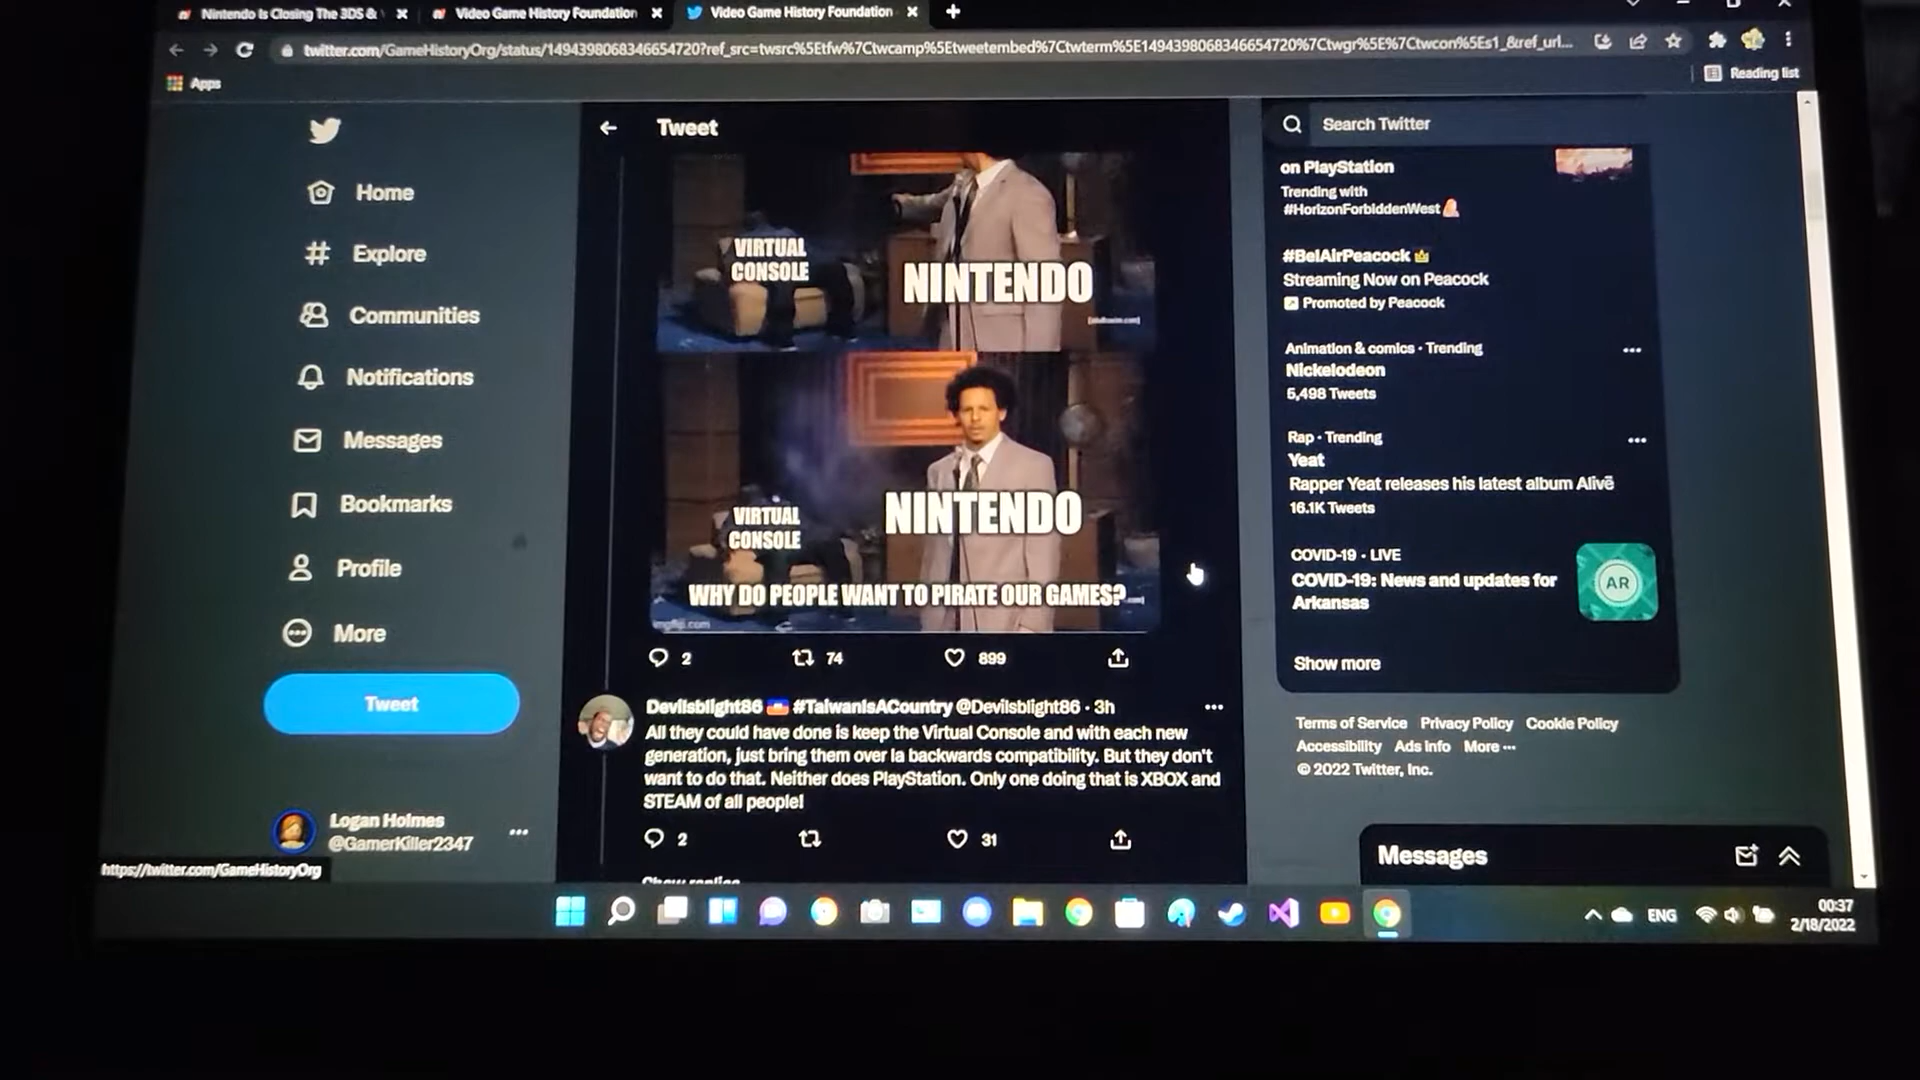 Nintendo Is Closing The 3DS &
Video Game History Foundation
Video Game History Foundation
twitter.com/GameHistoryOrg/status/1494398068346654720?ref_src=twsrc%5Etfw%7Ctwcamp%5Etweetembed%7Ctwterm%5E1494398068346654720%7Ctwgr%5E%7Ctwcon%5Es1_&ref_url...
Apps
Reading list
Home
Explore
Communities
Notifications
Messages
Bookmarks
Profile
More
Tweet
Logan Holmes
@GamerKiller2347
https://twitter.com/GameHistoryOrg
Tweet
VIRTUAL
CONSOLE
NINTENDO
[adultswim.com]
VIRTUAL
CONSOLE
NINTENDO
WHY DO PEOPLE WANT TO PIRATE OUR GAMES?
imgflip.com
2 74 899
Devilsblight86 #TaiwanIsACountry @Devilsblight86 · 3h
All they could have done is keep the Virtual Console and with each new
generation, just bring them over la backwards compatibility. But they don't
want to do that. Neither does PlayStation. Only one doing that is XBOX and
STEAM of all people!
2 31
Show replies
Search Twitter
on PlayStation
Trending with
#HorizonForbiddenWest
#BelAirPeacock
Streaming Now on Peacock
Promoted by Peacock
Animation & comics · Trending
Nickelodeon
5,498 Tweets
Rap · Trending
Yeat
Rapper Yeat releases his latest album Alivë
16.1K Tweets
COVID-19 · LIVE
COVID-19: News and updates for
Arkansas
AR
Show more
Terms of Service Privacy Policy Cookie Policy
Accessibility Ads info More ···
© 2022 Twitter, Inc.
Messages
ENG
00:37
2/18/2022